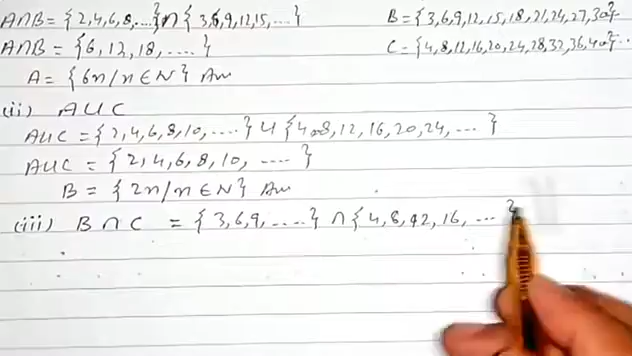 A∩B = {2,4,6,8,....} ∩ {3,6,9,12,15,...}
B = {3,6,9,12,15,18,21,24,27,30}
A∩B = {6,12,18,.....}
C = {4,8,12,16,20,24,28,32,36,40}...
A = {6n/n∈N} Ans
(ii) A∪C
A∪C = {2,4,6,8,10,.....} ∪ {4,8,12,16,20,24,...}
A∪C = {2,4,6,8,10, .....}
B = {2n/n∈N} Ans
(iii) B∩C = {3,6,9,.....} ∩ {4,8,12,16,...}